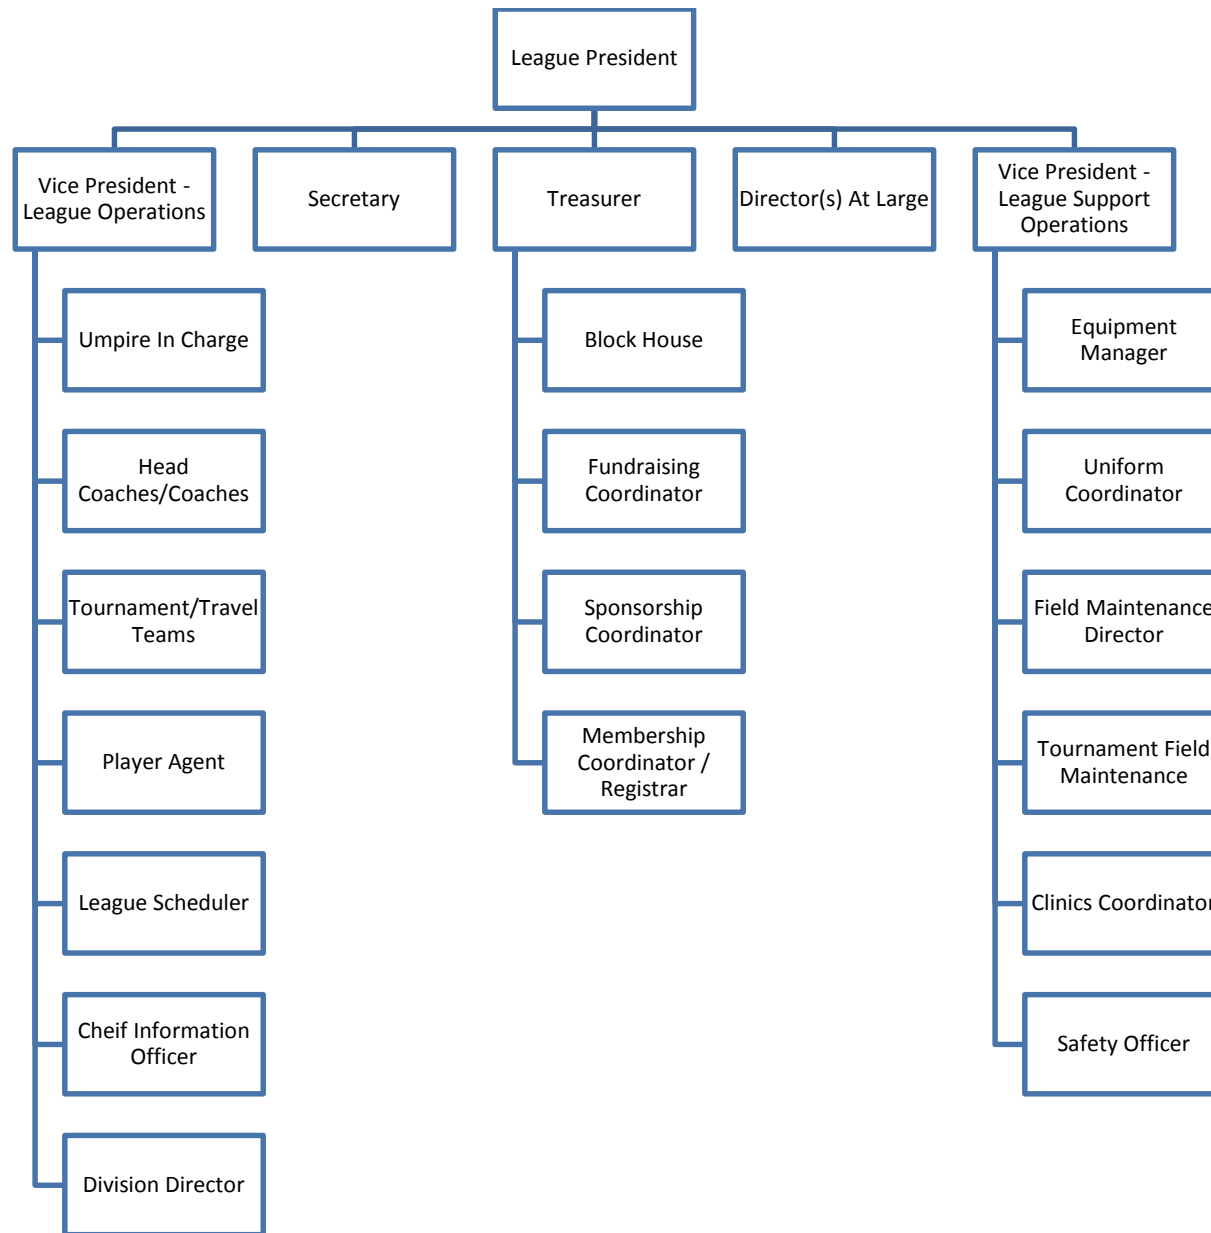 League President
Vice President -
League Operations
Secretary
Treasurer
Director(s) At Large
Vice President -
League Support
Operations
Umpire In Charge
Head
Coaches/Coaches
Tournament/Travel
Teams
Player Agent
League Scheduler
Cheif Information
Officer
Division Director
Block House
Fundraising
Coordinator
Sponsorship
Coordinator
Membership
Coordinator /
Registrar
Equipment
Manager
Uniform
Coordinator
Field Maintenance
Director
Tournament Field
Maintenance
Clinics Coordinator
Safety Officer